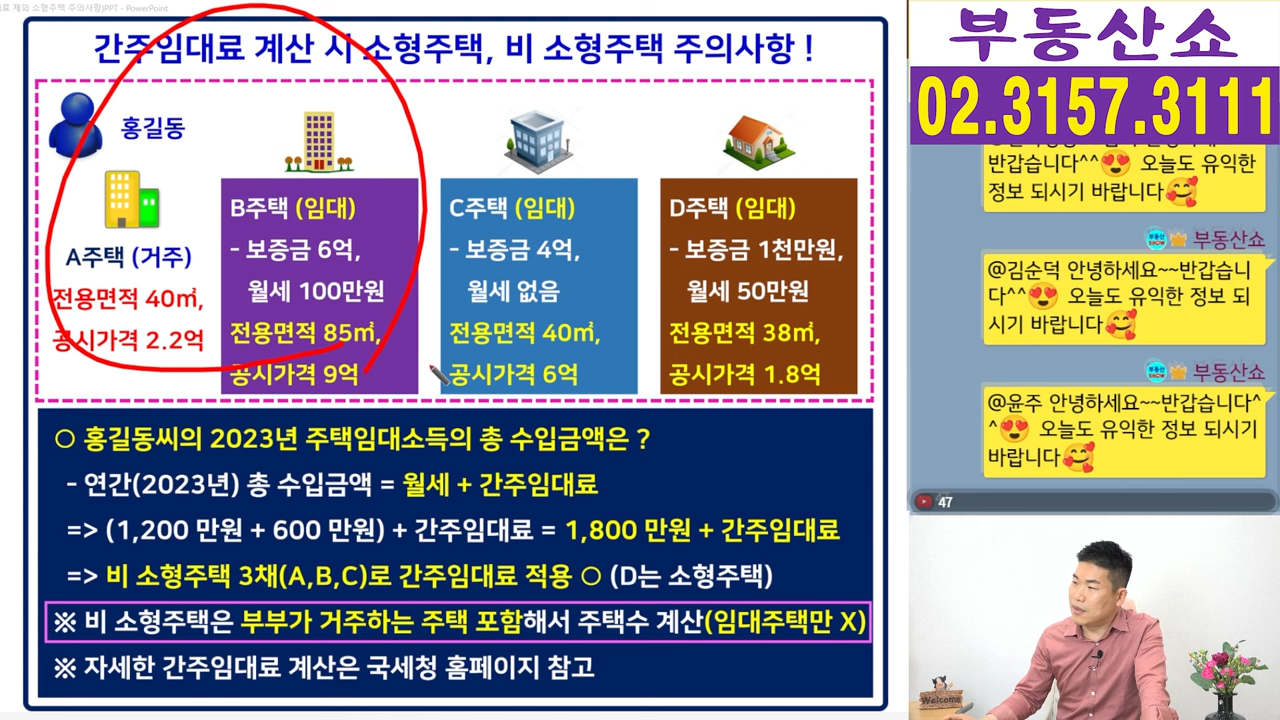 료 제외 소형주택 주의사항)PPT - PowerPoint
간주임대료 계산 시 소형주택, 비 소형주택 주의사항 !
홍길동
A주택 (거주)
전용면적 40㎡,
공시가격 2.2억
B주택 (임대)
- 보증금 6억,
월세 100만원
전용면적 85㎡,
공시가격 9억
C주택 (임대)
- 보증금 4억,
월세 없음
전용면적 40㎡,
공시가격 6억
D주택 (임대)
- 보증금 1천만원,
월세 50만원
전용면적 38㎡,
공시가격 1.8억
○ 홍길동씨의 2023년 주택임대소득의 총 수입금액은 ?
- 연간(2023년) 총 수입금액 = 월세 + 간주임대료
=> (1,200 만원 + 600 만원) + 간주임대료 = 1,800 만원 + 간주임대료
=> 비 소형주택 3채(A,B,C)로 간주임대료 적용 ○ (D는 소형주택)
※ 비 소형주택은 부부가 거주하는 주택 포함해서 주택수 계산(임대주택만 X)
※ 자세한 간주임대료 계산은 국세청 홈페이지 참고
부동산쇼
02.3157.3111
반갑습니다^^😍 오늘도 유익한
정보 되시기 바랍니다🥰
부동산쇼
@김순덕 안녕하세요~~반갑습니
다^^😍 오늘도 유익한 정보 되
시기 바랍니다🥰
부동산쇼
@윤주 안녕하세요~~반갑습니다^
^😍 오늘도 유익한 정보 되시기
바랍니다🥰
47
Welcome